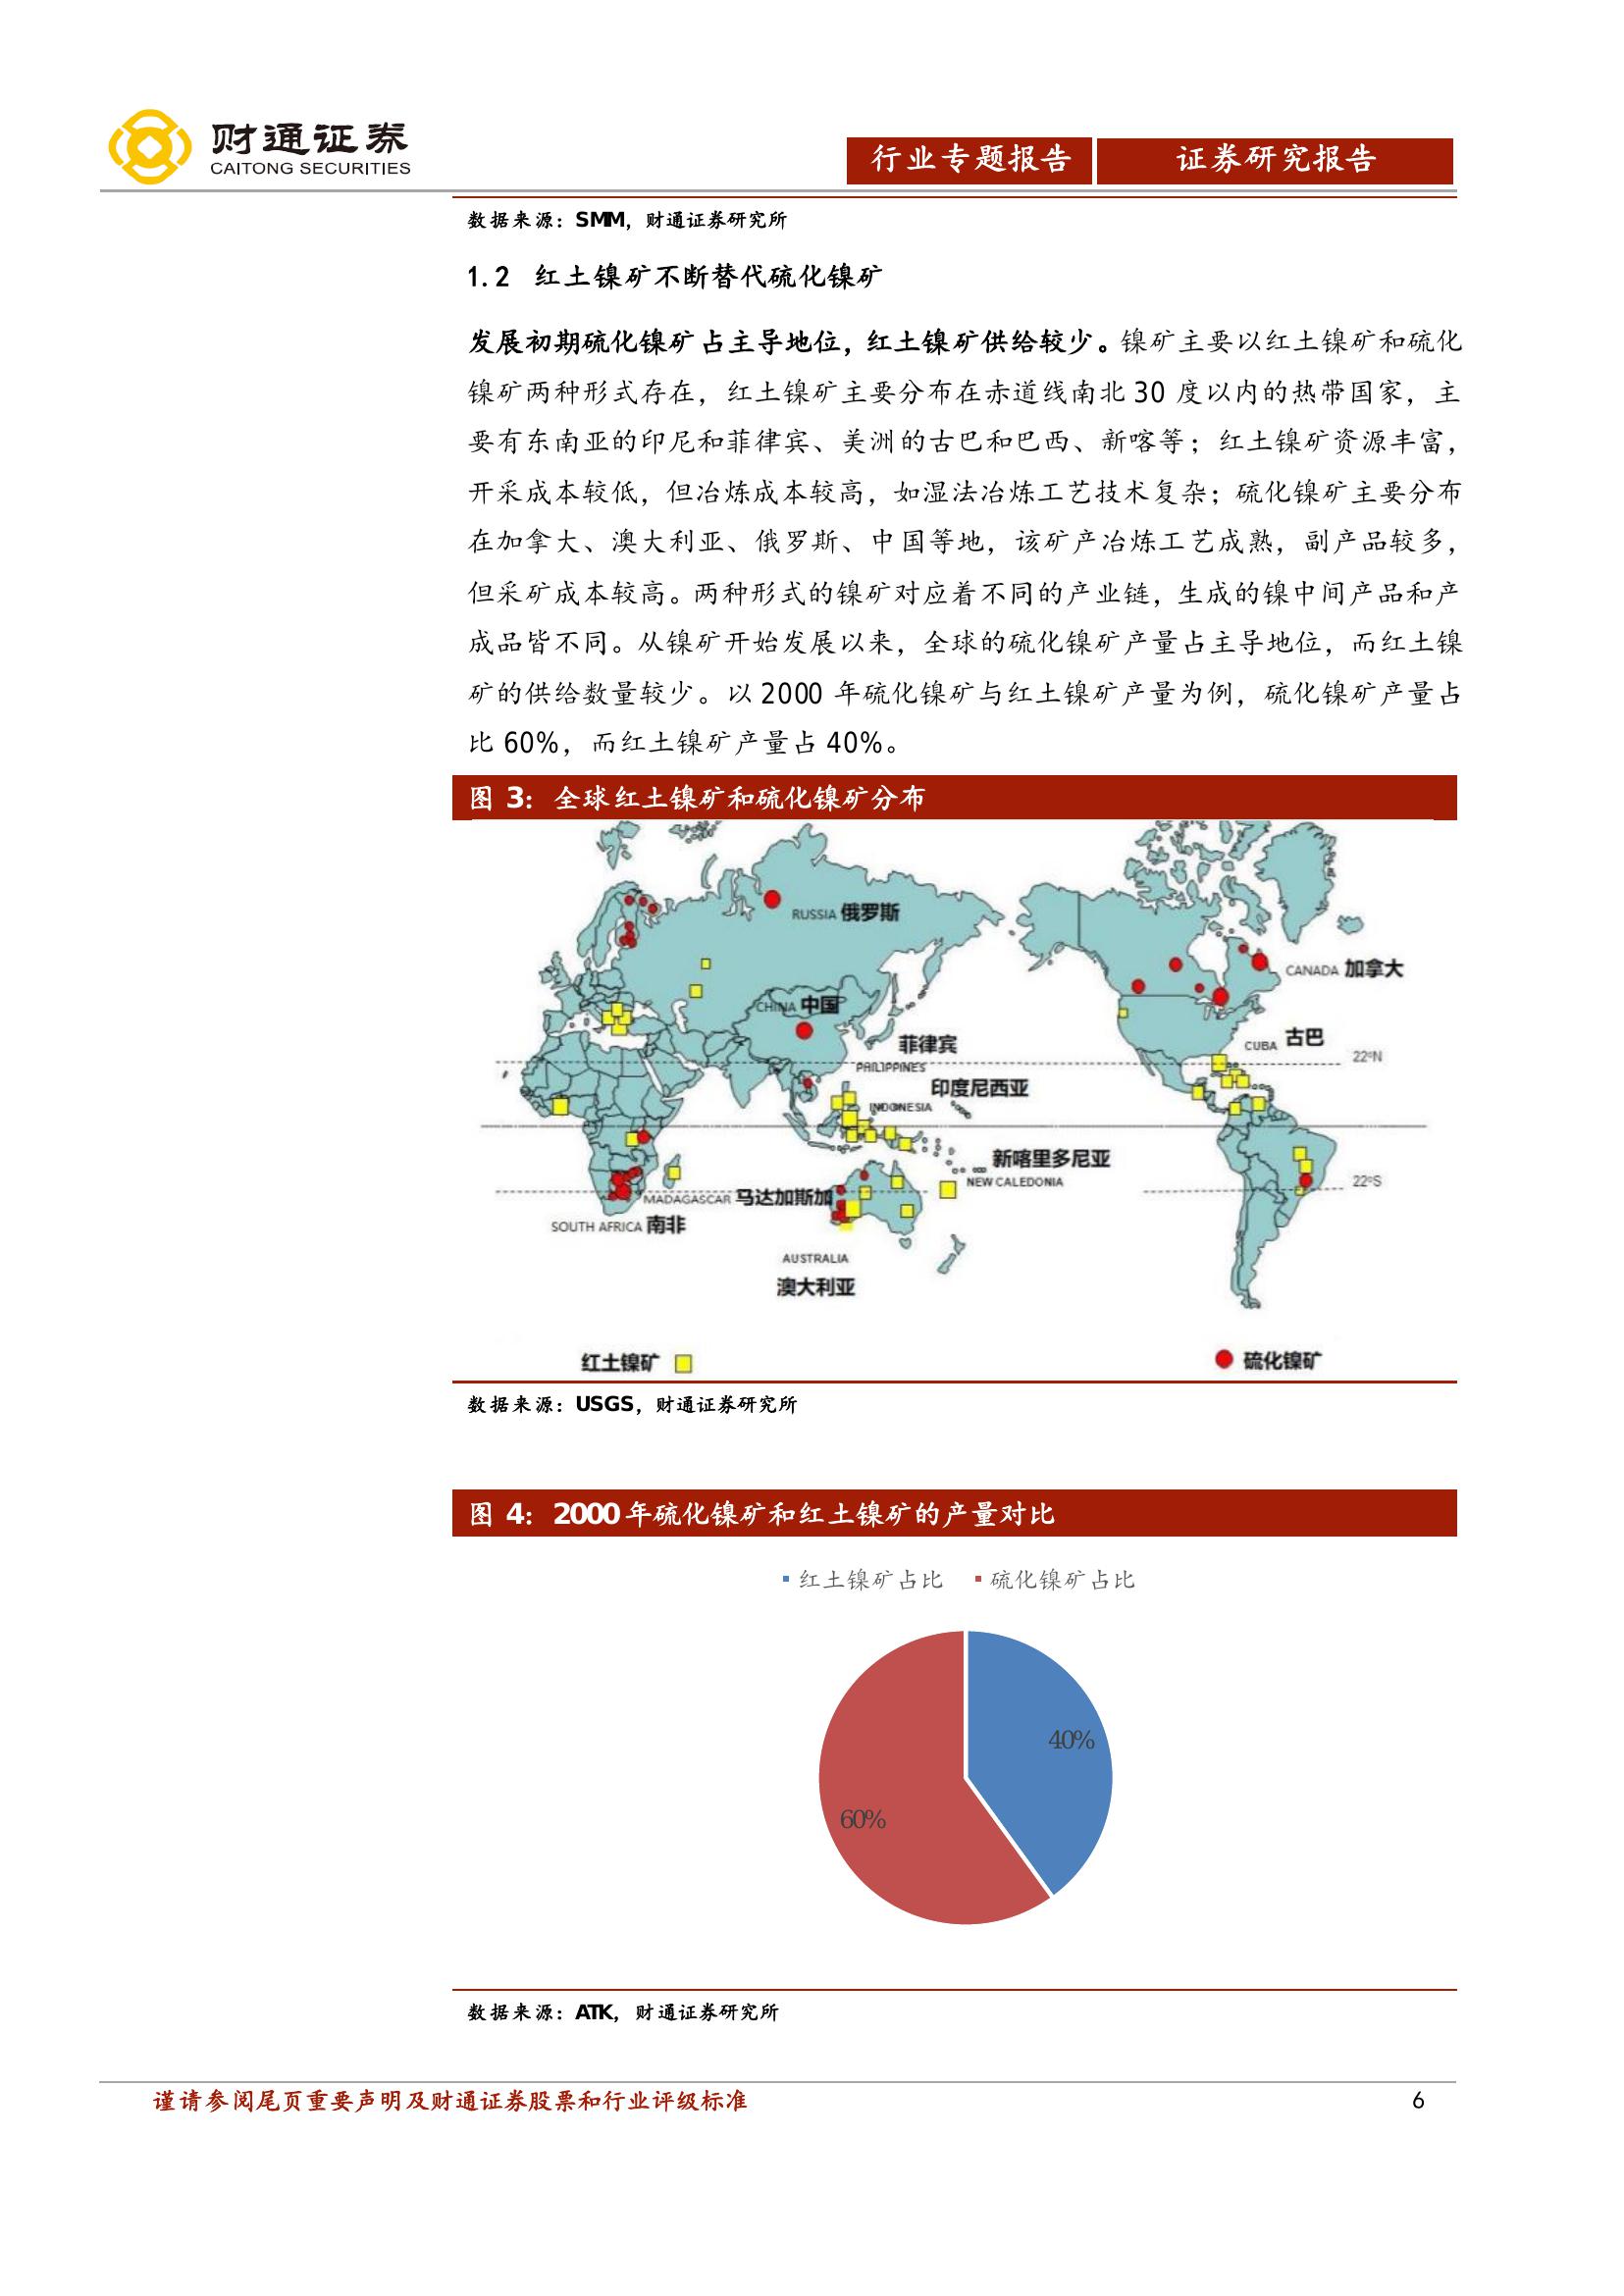 财通证券
CAITONG SECURITIES
行业专题报告 证券研究报告
数据来源：SMM，财通证券研究所
1.2 红土镍矿不断替代硫化镍矿
发展初期硫化镍矿占主导地位，红土镍矿供给较少。镍矿主要以红土镍矿和硫化
镍矿两种形式存在，红土镍矿主要分布在赤道线南北 30 度以内的热带国家，主
要有东南亚的印尼和菲律宾、美洲的古巴和巴西、新喀等；红土镍矿资源丰富，
开采成本较低，但冶炼成本较高，如湿法冶炼工艺技术复杂；硫化镍矿主要分布
在加拿大、澳大利亚、俄罗斯、中国等地，该矿产冶炼工艺成熟，副产品较多，
但采矿成本较高。两种形式的镍矿对应着不同的产业链，生成的镍中间产品和产
成品皆不同。从镍矿开始发展以来，全球的硫化镍矿产量占主导地位，而红土镍
矿的供给数量较少。以 2000 年硫化镍矿与红土镍矿产量为例，硫化镍矿产量占
比 60%，而红土镍矿产量占 40%。
图 3：全球红土镍矿和硫化镍矿分布
RUSSIA 俄罗斯
CANADA 加拿大
CHINA 中国
CUBA 古巴
菲律宾
22°N
PHILIPPINES
印度尼西亚
INDONESIA
新喀里多尼亚
NEW CALEDONIA
22°S
MADAGASCAR 马达加斯加
SOUTH AFRICA 南非
AUSTRALIA
澳大利亚
红土镍矿
硫化镍矿
数据来源：USGS，财通证券研究所
图 4：2000 年硫化镍矿和红土镍矿的产量对比
红土镍矿占比 硫化镍矿占比
40%
60%
数据来源：ATK，财通证券研究所
谨请参阅尾页重要声明及财通证券股票和行业评级标准 6